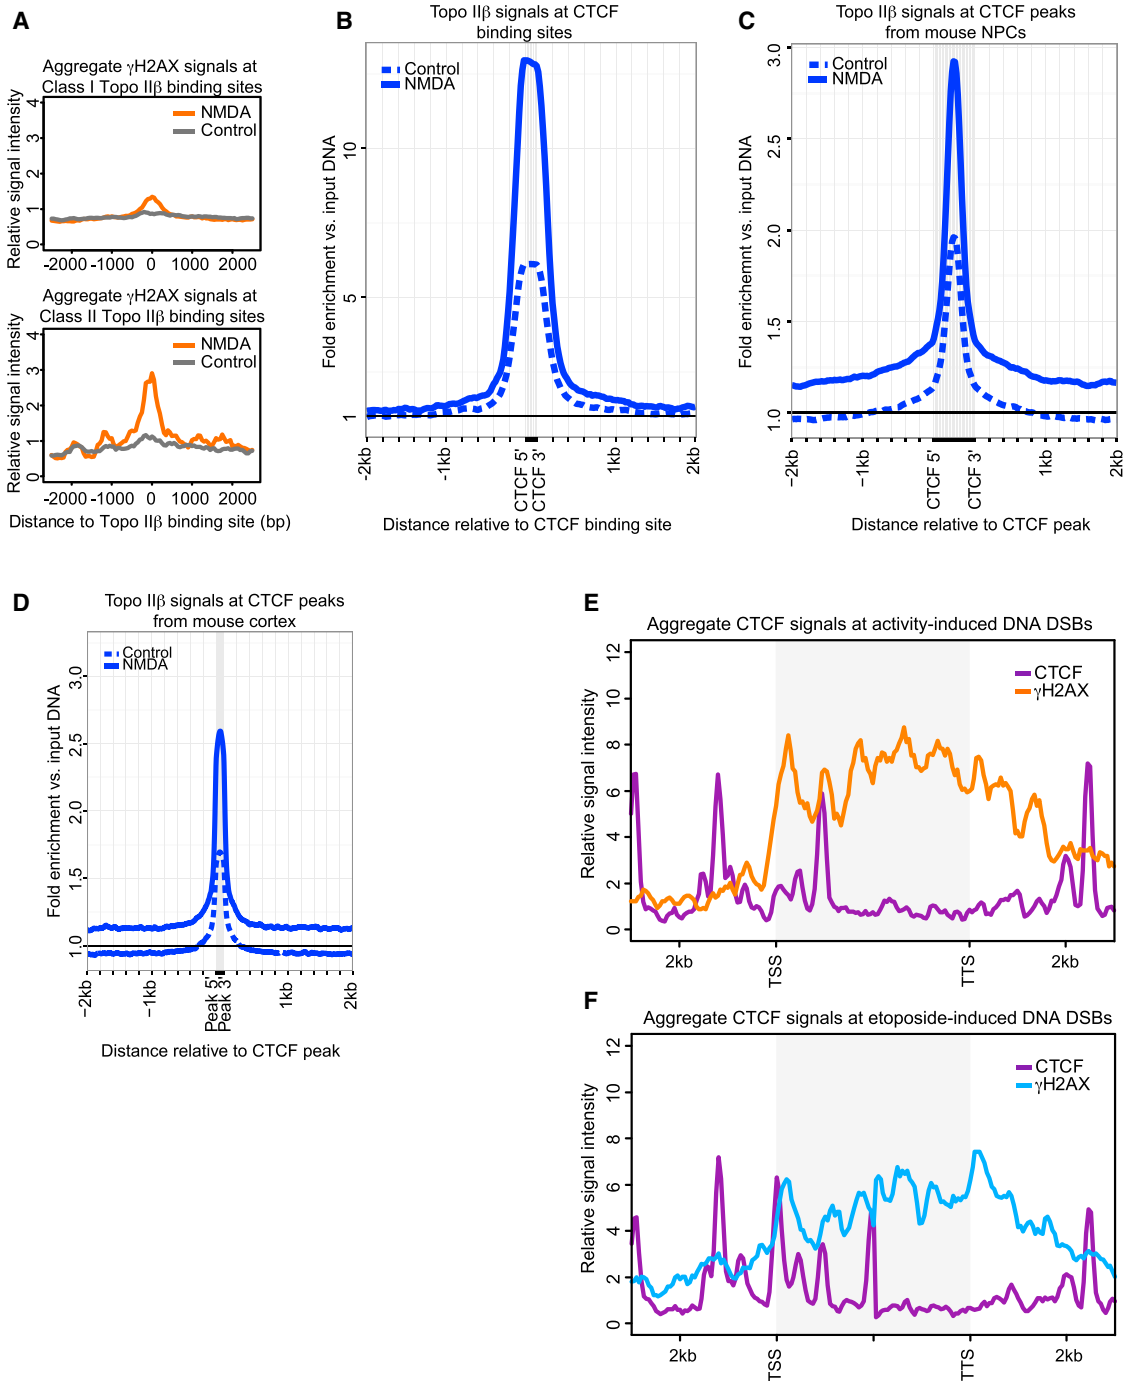 A
Aggregate γH2AX signals at
Class I Topo IIβ binding sites
Relative signal intensity
4
3
2
1
0
NMDA
Control
-2000 -1000 0 1000 2000
Aggregate γH2AX signals at
Class II Topo IIβ binding sites
Relative signal intensity
4
3
2
1
0
NMDA
Control
-2000 -1000 0 1000 2000
Distance to Topo IIβ binding site (bp)
B
Topo IIβ signals at CTCF
binding sites
Fold enrichment vs. input DNA
10
5
1
Control
NMDA
-2kb -1kb CTCF 5' CTCF 3' 1kb 2kb
Distance relative to CTCF binding site
C
Topo IIβ signals at CTCF peaks
from mouse NPCs
Fold enrichemnt vs. input DNA
3.0
2.5
2.0
1.5
1.0
Control
NMDA
-2kb -1kb CTCF 5' CTCF 3' 1kb 2kb
Distance relative to CTCF peak
D
Topo IIβ signals at CTCF peaks
from mouse cortex
Fold enrichment vs. input DNA
3.0
2.5
2.0
1.5
1.0
Control
NMDA
−2kb −1kb Peak 5' Peak 3' 1kb 2kb
Distance relative to CTCF peak
E
Aggregate CTCF signals at activity-induced DNA DSBs
Relative signal intensity
12
10
8
6
4
2
0
CTCF
γH2AX
2kb TSS TTS 2kb
F
Aggregate CTCF signals at etoposide-induced DNA DSBs
Relative signal intensity
12
10
8
6
4
2
0
CTCF
γH2AX
2kb TSS TTS 2kb